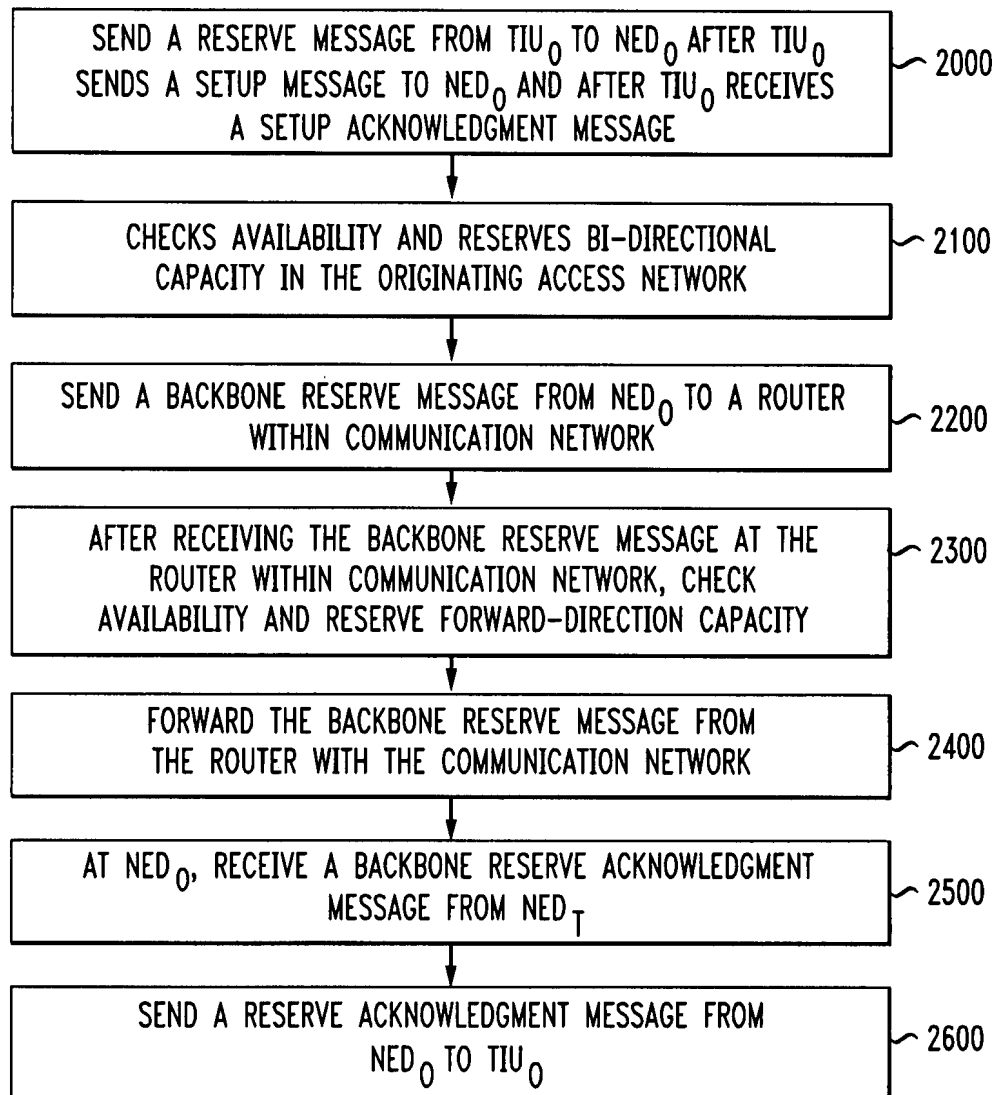 SEND A RESERVE MESSAGE FROM TIU₀ TO NED₀ AFTER TIU₀
SENDS A SETUP MESSAGE TO NED₀ AND AFTER TIU₀ RECEIVES
A SETUP ACKNOWLEDGMENT MESSAGE
2000
CHECKS AVAILABILITY AND RESERVES BI-DIRECTIONAL
CAPACITY IN THE ORIGINATING ACCESS NETWORK
2100
SEND A BACKBONE RESERVE MESSAGE FROM NED₀ TO A ROUTER
WITHIN COMMUNICATION NETWORK
2200
AFTER RECEIVING THE BACKBONE RESERVE MESSAGE AT THE
ROUTER WITHIN COMMUNICATION NETWORK, CHECK
AVAILABILITY AND RESERVE FORWARD-DIRECTION CAPACITY
2300
FORWARD THE BACKBONE RESERVE MESSAGE FROM
THE ROUTER WITH THE COMMUNICATION NETWORK
2400
AT NED₀, RECEIVE A BACKBONE RESERVE ACKNOWLEDGMENT
MESSAGE FROM NED_T
2500
SEND A RESERVE ACKNOWLEDGMENT MESSAGE FROM
NED₀ TO TIU₀
2600